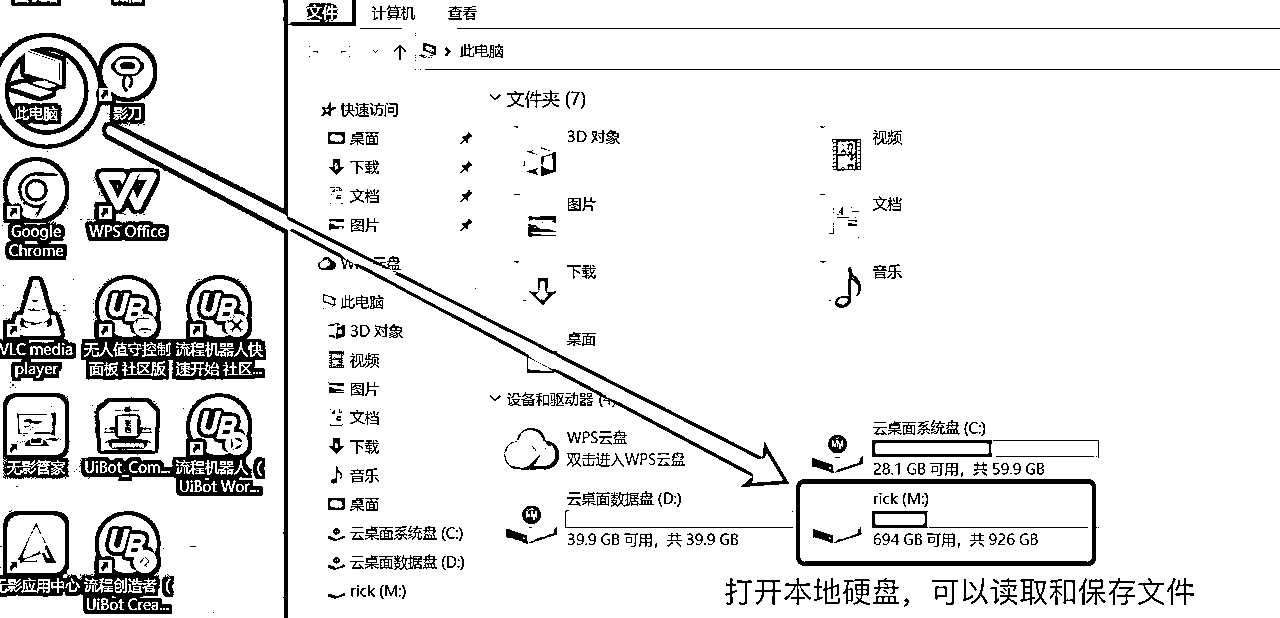 此电脑
影刀
Google
Chrome
WPS Office
VLC media
player
无人值守控制
面板 社区版
流程机器人快
速开始 社区...
无影管家
UiBot_Com...
流程机器人 (
UiBot Wor...
无影应用中心
流程创造者 (
UiBot Crea...
文件
计算机
查看
此电脑
快速访问
桌面
下载
文档
图片
此电脑
3D 对象
视频
图片
文档
下载
音乐
桌面
云桌面系统盘 (C:)
云桌面数据盘 (D:)
rick (M:)
文件夹 (7)
3D 对象
视频
图片
文档
下载
音乐
桌面
设备和驱动器 (4)
WPS云盘
双击进入WPS云盘
云桌面系统盘 (C:)
28.1 GB 可用，共 59.9 GB
云桌面数据盘 (D:)
39.9 GB 可用，共 39.9 GB
rick (M:)
694 GB 可用，共 926 GB
打开本地硬盘，可以读取和保存文件